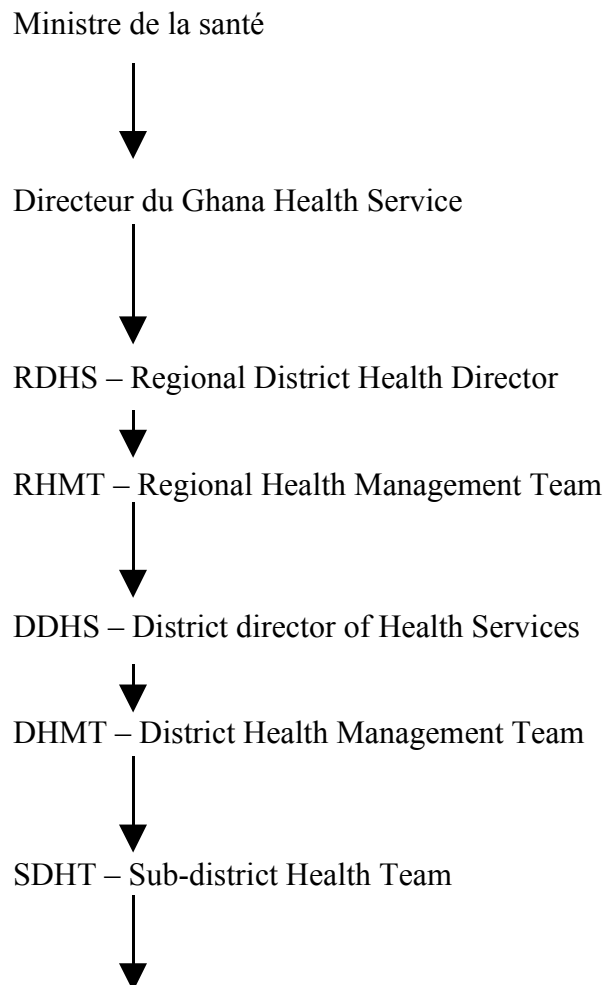 Ministre de la santé
Directeur du Ghana Health Service
RDHS – Regional District Health Director
RHMT – Regional Health Management Team
DDHS – District director of Health Services
DHMT – District Health Management Team
SDHT – Sub-district Health Team